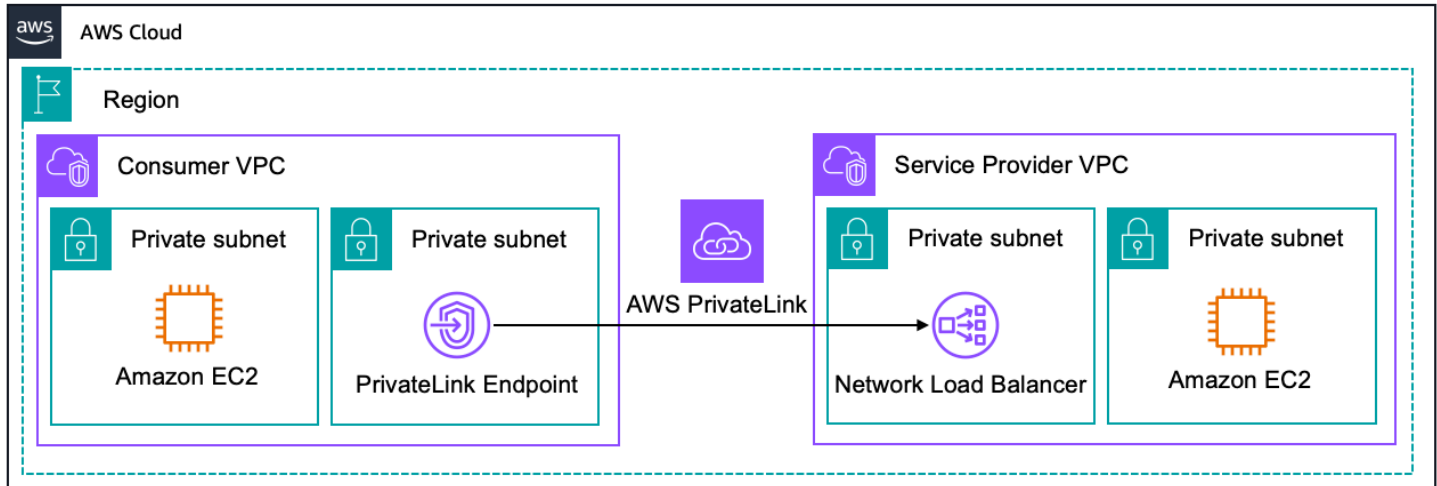 aws
AWS Cloud
Region
Consumer VPC
Private subnet
Amazon EC2
Private subnet
PrivateLink Endpoint
AWS PrivateLink
Service Provider VPC
Private subnet
Network Load Balancer
Private subnet
Amazon EC2